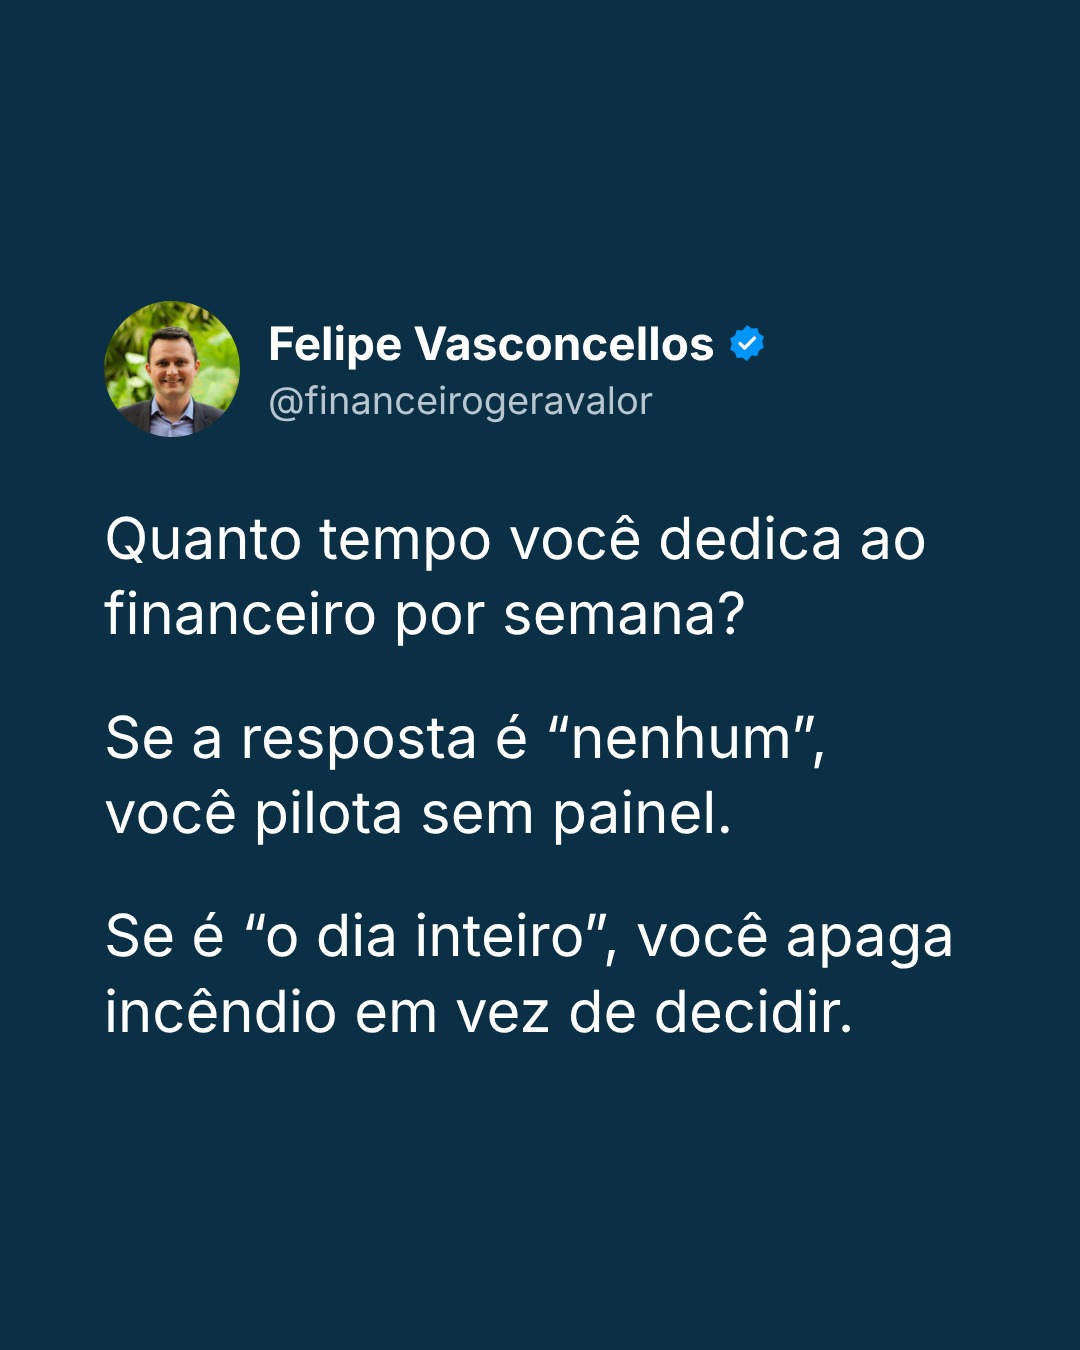 Felipe Vasconcellos
@financeirogeravalor
Quanto tempo você dedica ao
financeiro por semana?
Se a resposta é “nenhum”,
você pilota sem painel.
Se é “o dia inteiro”, você apaga
incêndio em vez de decidir.